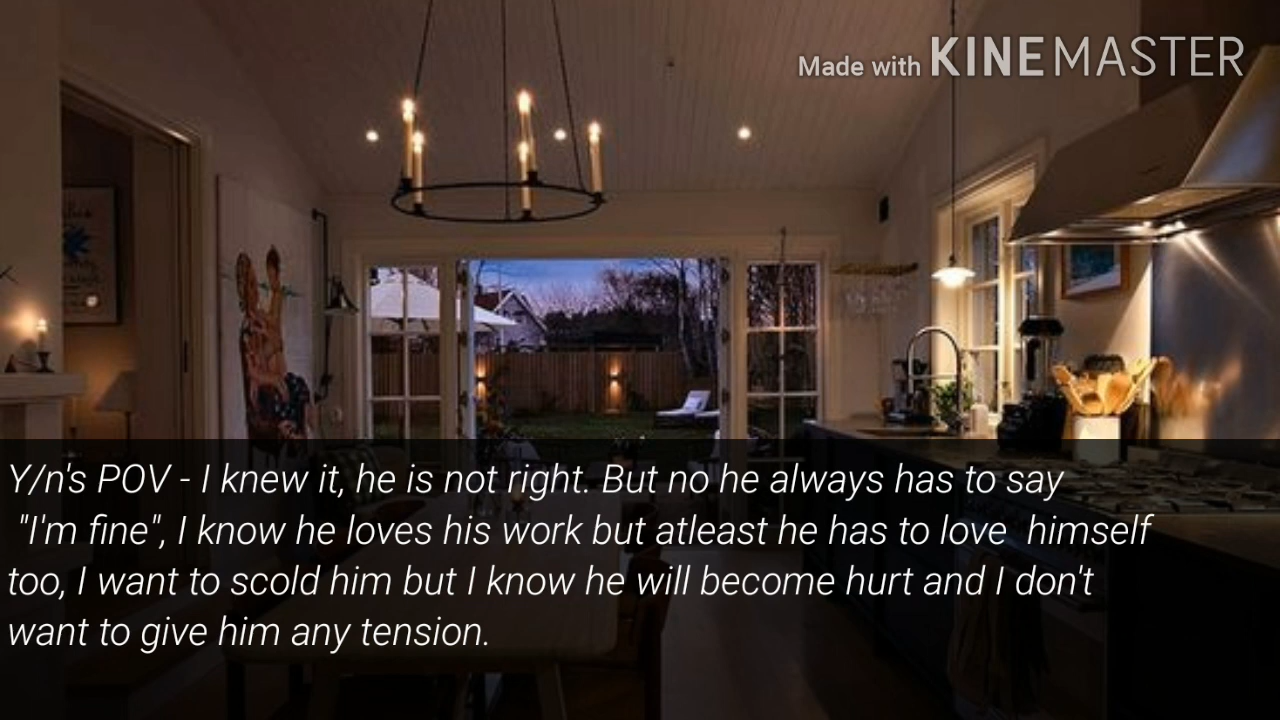 Made with KINEMASTER
Y/n's POV - I knew it, he is not right. But no he always has to say
"I'm fine", I know he loves his work but atleast he has to love  himself
too, I want to scold him but I know he will become hurt and I don't
want to give him any tension.